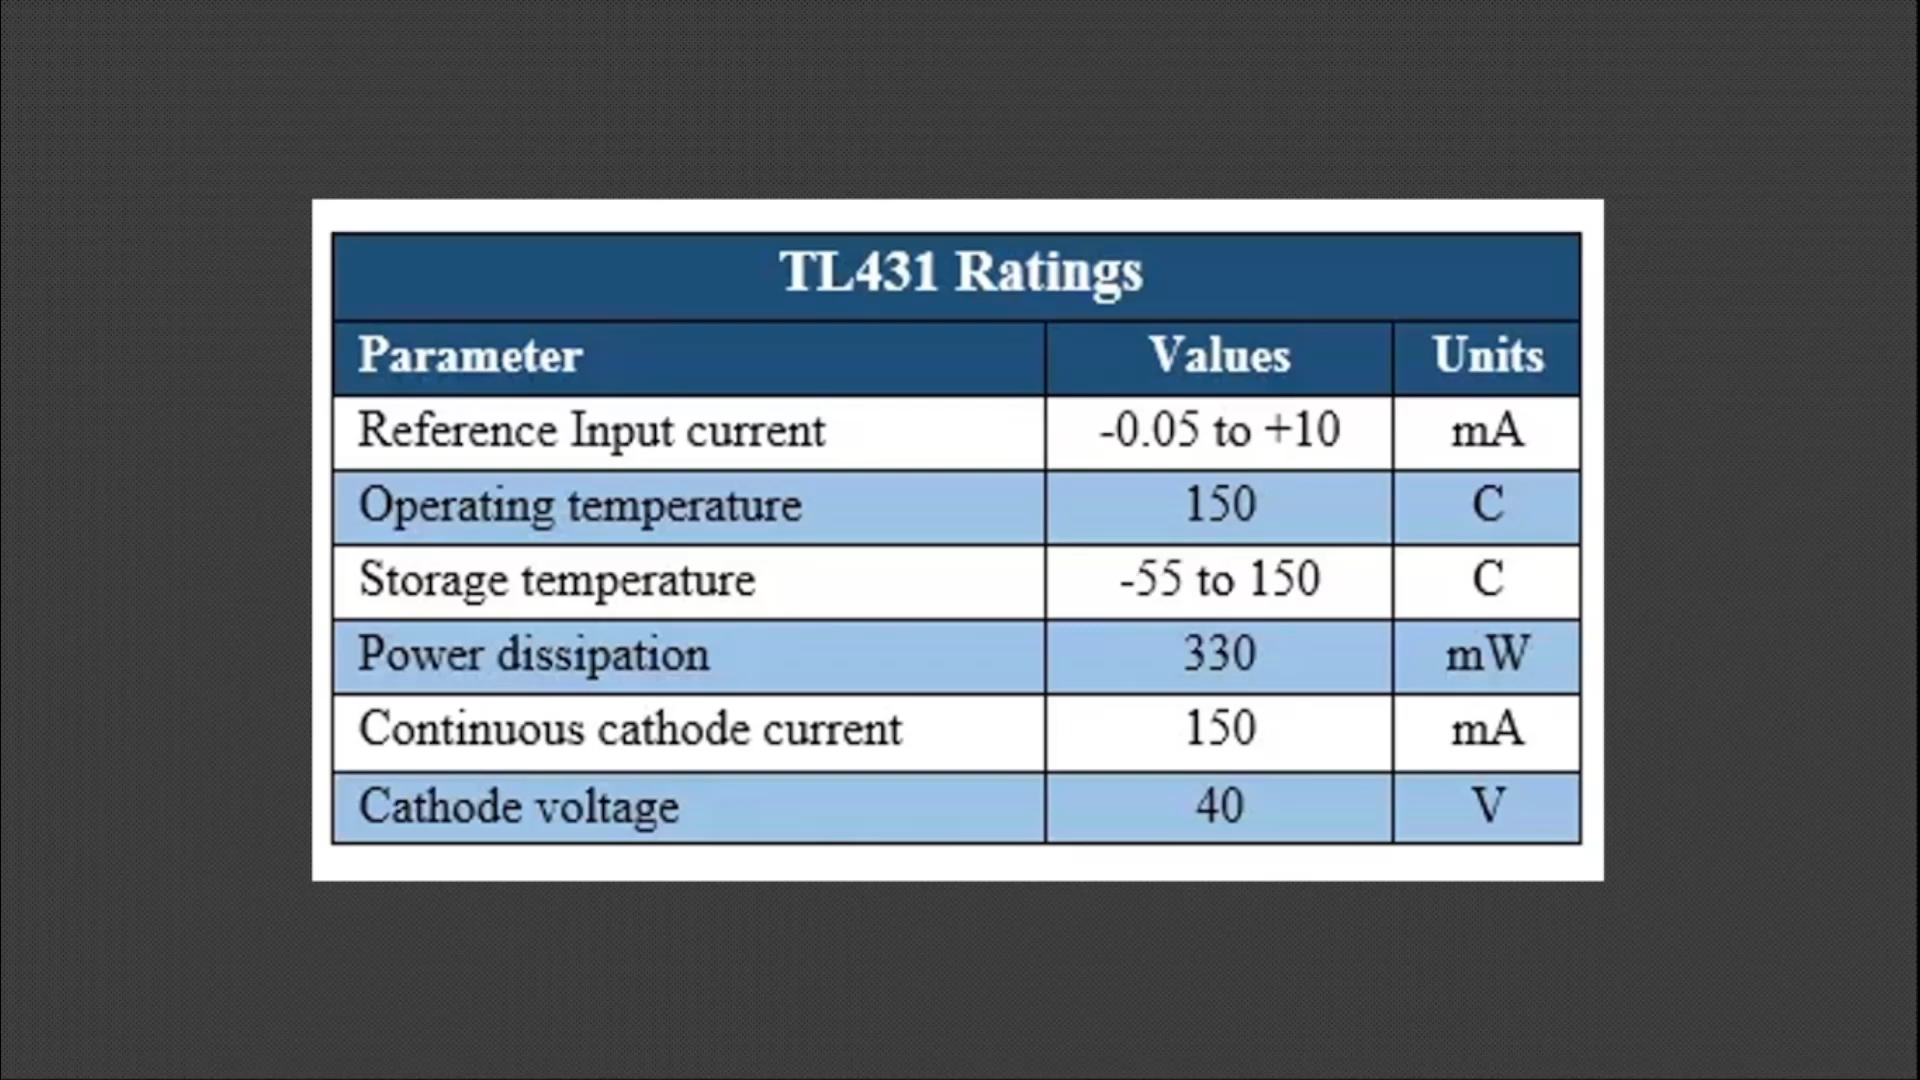 TL431 Ratings
Parameter Values Units
Reference Input current -0.05 to +10 mA
Operating temperature 150 C
Storage temperature -55 to 150 C
Power dissipation 330 mW
Continuous cathode current 150 mA
Cathode voltage 40 V